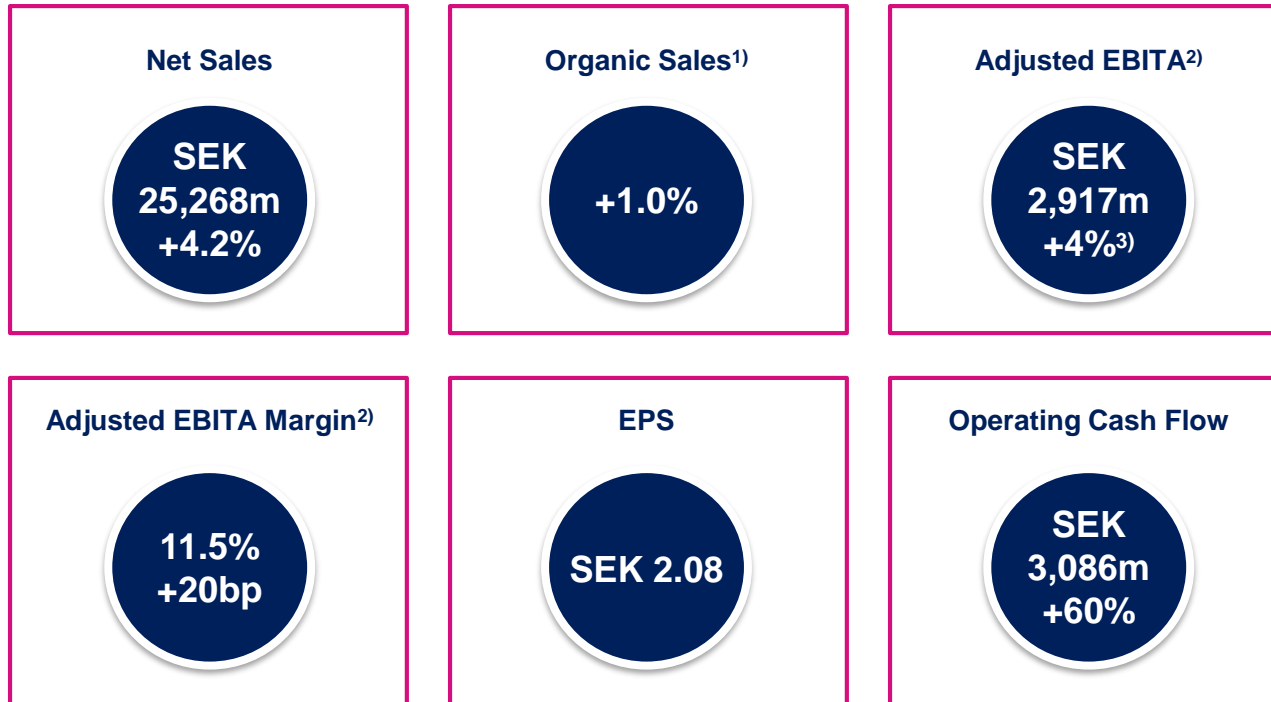 Net Sales
SEK
25,268m
+4.2%
Organic Sales1)
+1.0%
Adjusted EBITA2)
SEK
2,917m
+4%3)
Adjusted EBITA Margin2)
11.5%
+20bp
EPS
SEK 2.08
Operating Cash Flow
SEK
3,086m
+60%